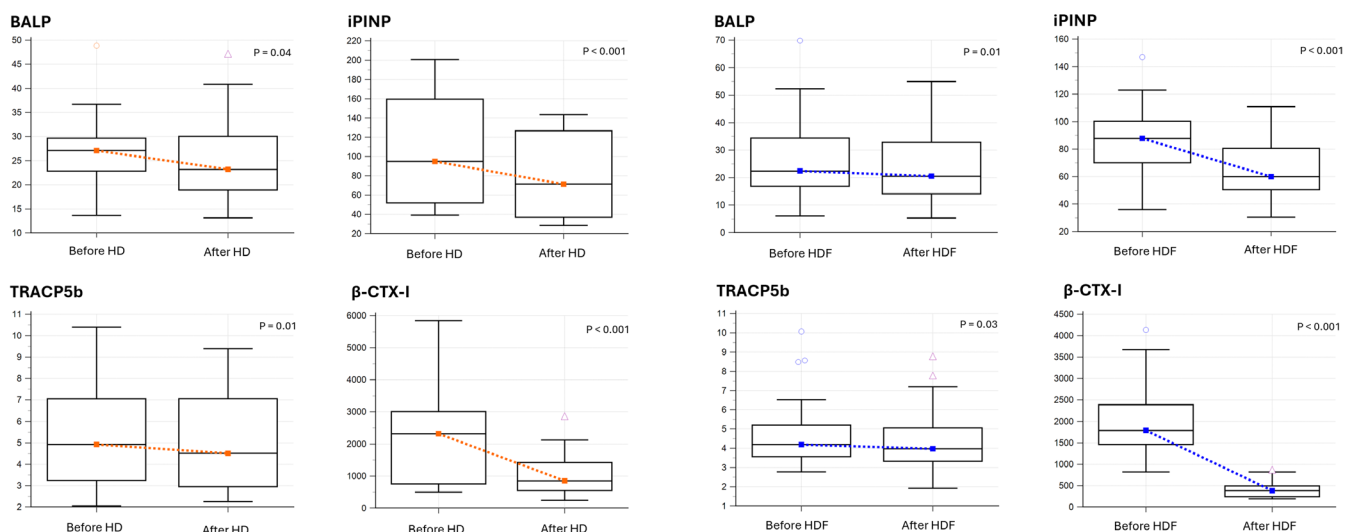 BALP
P = 0.04
50
45
40
35
30
25
20
15
10
Before HD
After HD
iPINP
P < 0.001
220
200
180
160
140
120
100
80
60
40
20
Before HD
After HD
BALP
P = 0.01
70
60
50
40
30
20
10
0
Before HDF
After HDF
iPINP
P < 0.001
160
140
120
100
80
60
40
20
Before HDF
After HDF
TRACP5b
P = 0.01
11
10
9
8
7
6
5
4
3
2
Before HD
After HD
β-CTX-I
P < 0.001
6000
5000
4000
3000
2000
1000
0
Before HD
After HD
TRACP5b
P = 0.03
11
10
9
8
7
6
5
4
3
2
1
Before HDF
After HDF
β-CTX-I
P < 0.001
4500
4000
3500
3000
2500
2000
1500
1000
500
0
Before HDF
After HDF